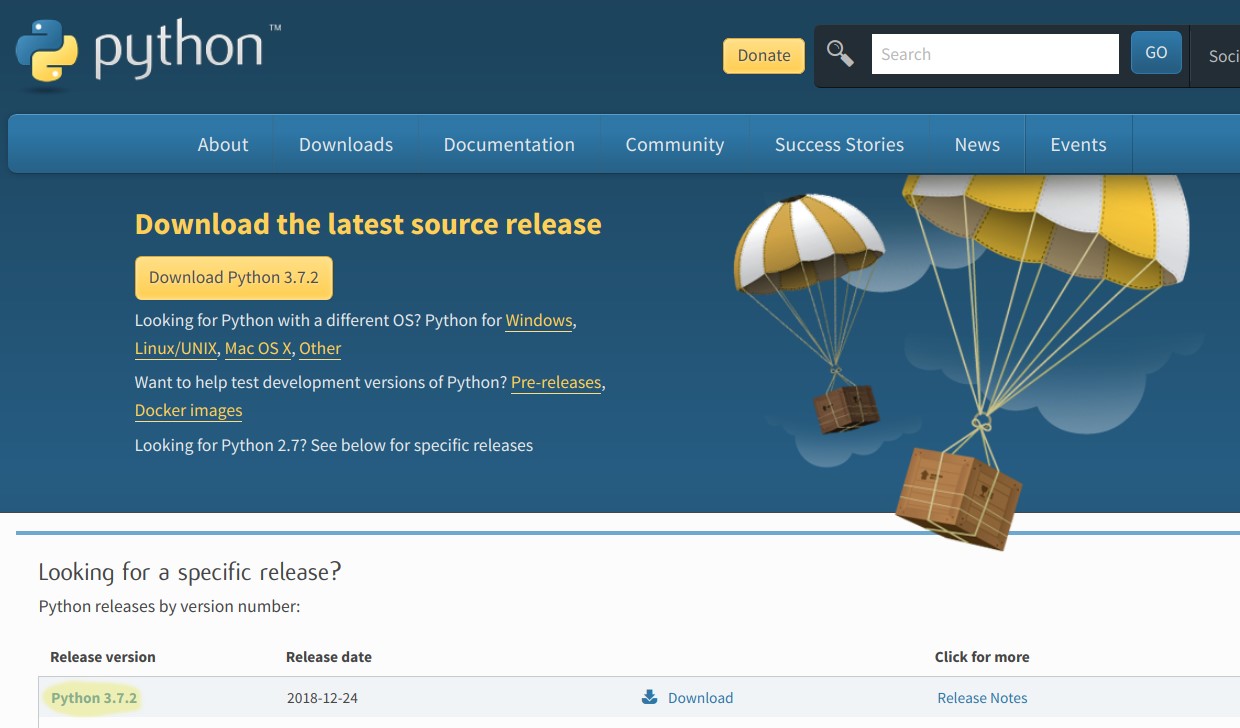 python™
Donate
Search
GO
Soci
About Downloads Documentation Community Success Stories News Events
Download the latest source release
Download Python 3.7.2
Looking for Python with a different OS? Python for Windows,
Linux/UNIX, Mac OS X, Other
Want to help test development versions of Python? Pre-releases,
Docker images
Looking for Python 2.7? See below for specific releases
Looking for a specific release?
Python releases by version number:
Release version Release date Click for more
Python 3.7.2 2018-12-24 Download Release Notes